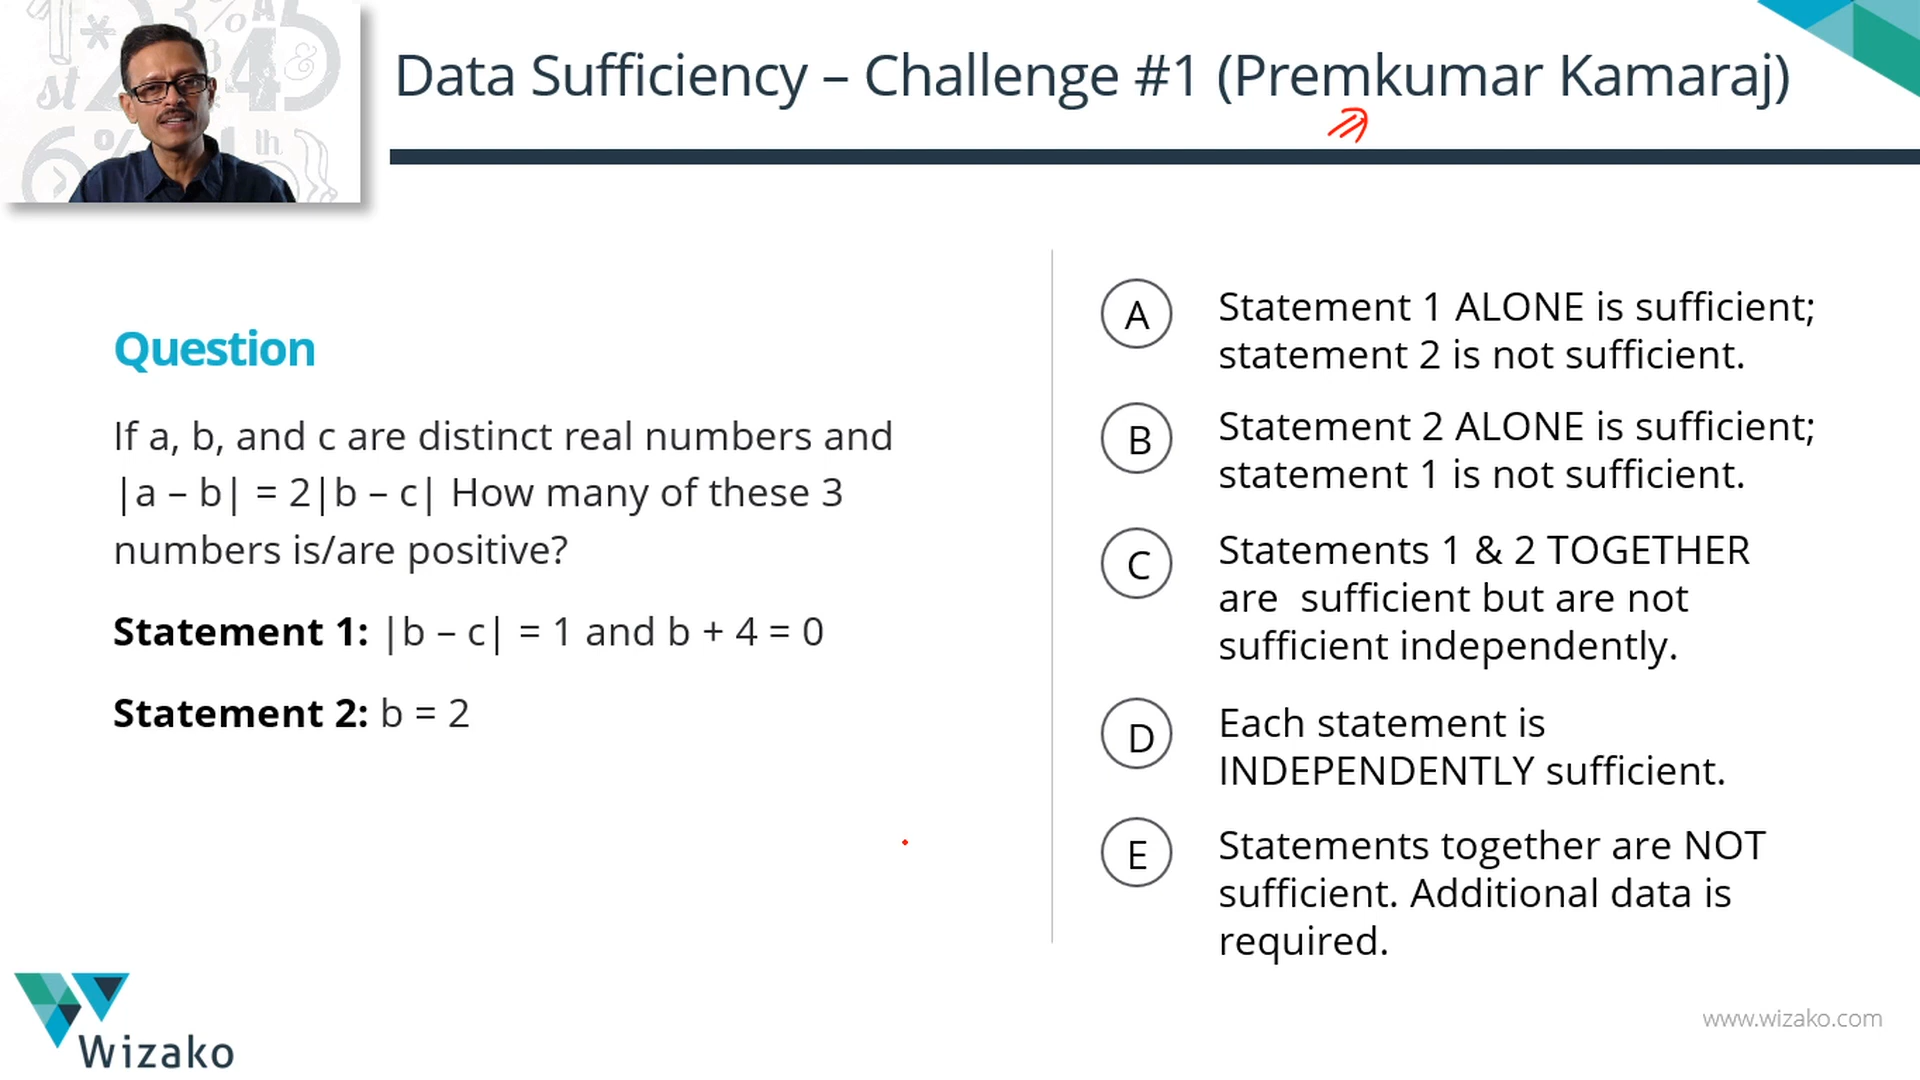 Data Sufficiency – Challenge #1 (Premkumar Kamaraj)
Question
If a, b, and c are distinct real numbers and
|a – b| = 2|b – c| How many of these 3
numbers is/are positive?
Statement 1: |b – c| = 1 and b + 4 = 0
Statement 2: b = 2
A Statement 1 ALONE is sufficient;
statement 2 is not sufficient.
B Statement 2 ALONE is sufficient;
statement 1 is not sufficient.
C Statements 1 & 2 TOGETHER
are sufficient but are not
sufficient independently.
D Each statement is
INDEPENDENTLY sufficient.
E Statements together are NOT
sufficient. Additional data is
required.
Wizako
www.wizako.com